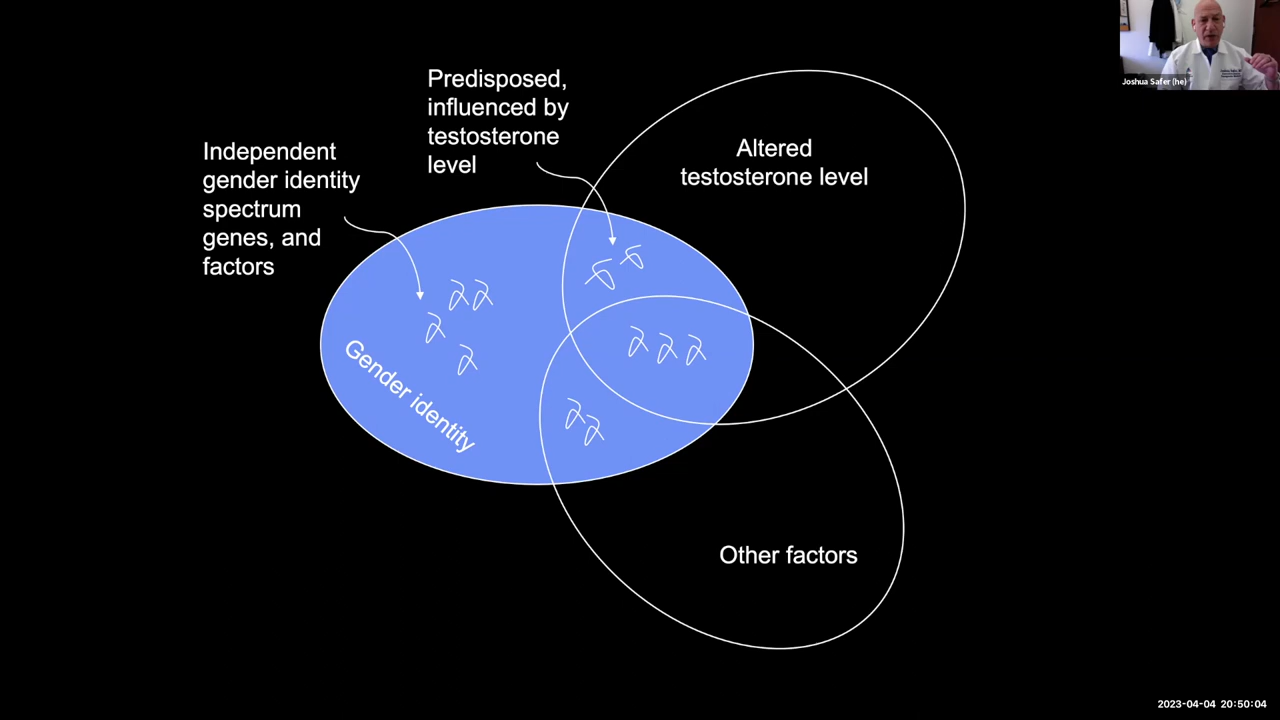 Joshua Safer (he)
Predisposed,
influenced by
testosterone
level
Independent
gender identity
spectrum
genes, and
factors
Altered
testosterone level
Gender identity
Other factors
2023-04-04 20:50:04